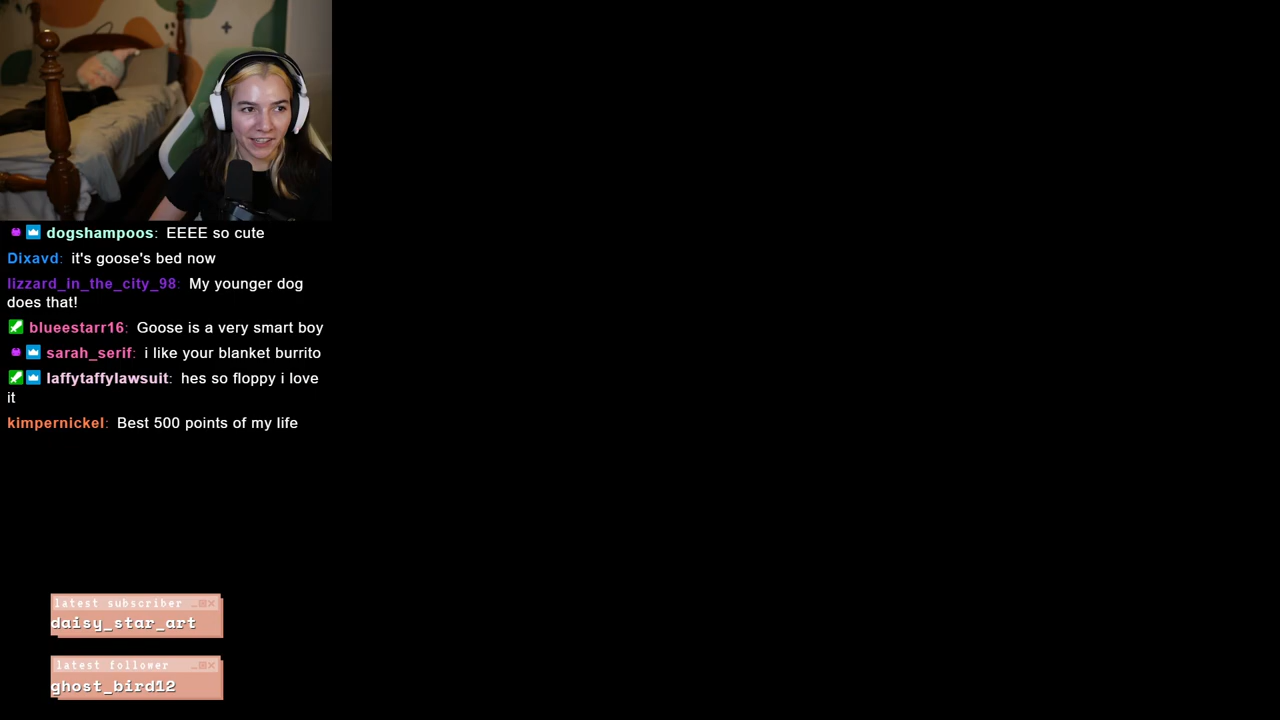 dogshampoos: EEEE so cute
Dixavd: it's goose's bed now
lizzard_in_the_city_98: My younger dog
does that!
blueestarr16: Goose is a very smart boy
sarah_serif: i like your blanket burrito
laffytaffylawsuit: hes so floppy i love
it
kimpernickel: Best 500 points of my life
latest subscriber
daisy_star_art
latest follower
ghost_bird12